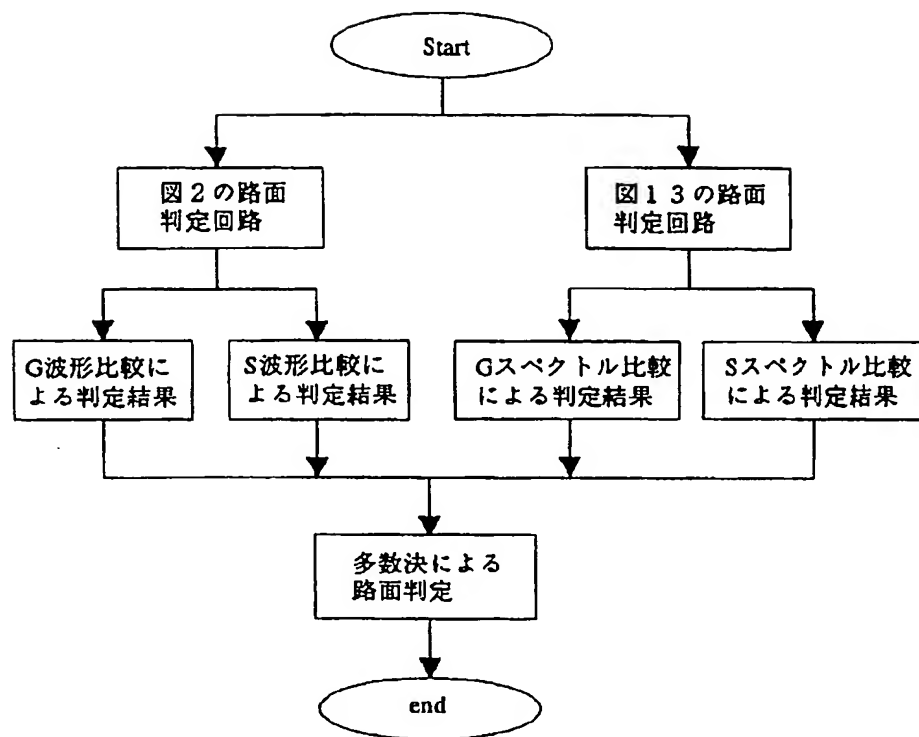 Start
図2の路面
判定回路
図13の路面
判定回路
G波形比較に
よる判定結果
S波形比較に
よる判定結果
Gスペクトル比較
による判定結果
Sスペクトル比較
による判定結果
多数決による
路面判定
end